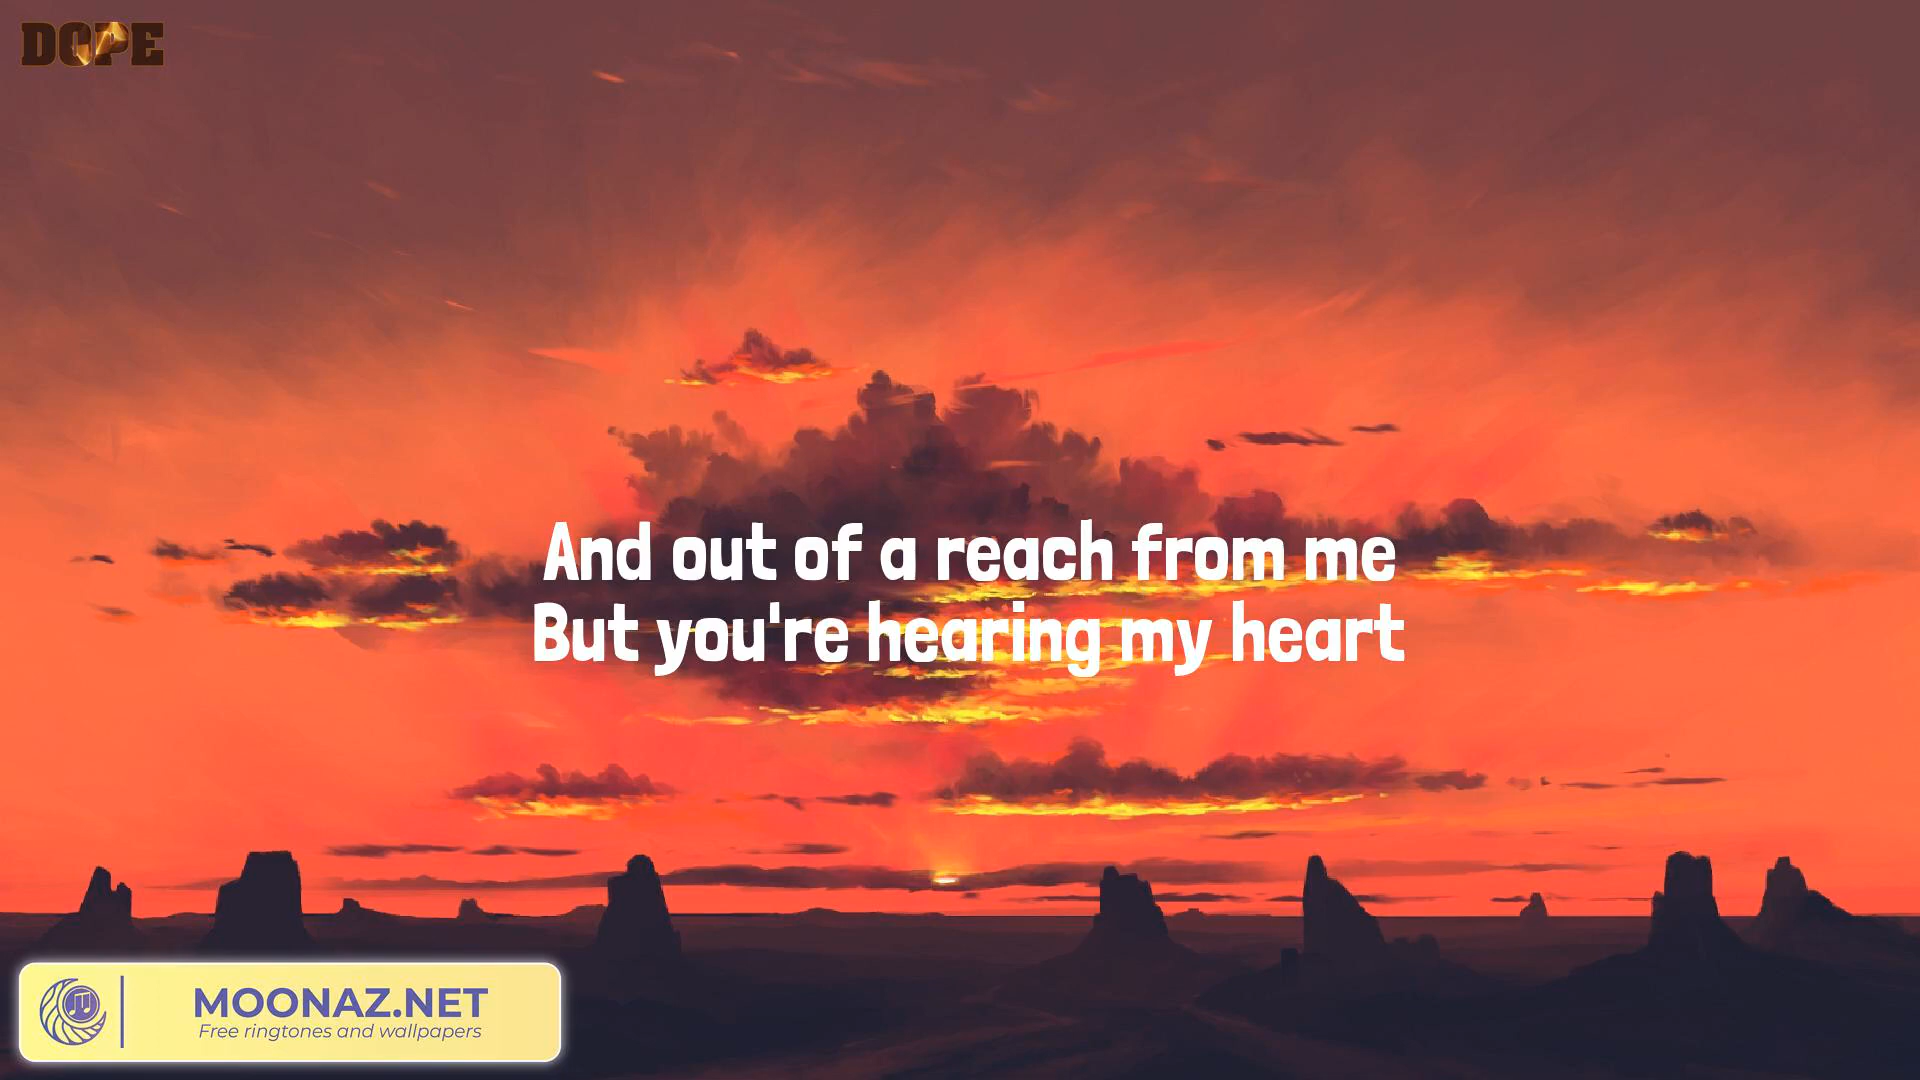 DOPE
And out of a reach from me
But you're hearing my heart
MOONAZ.NET
Free ringtones and wallpapers